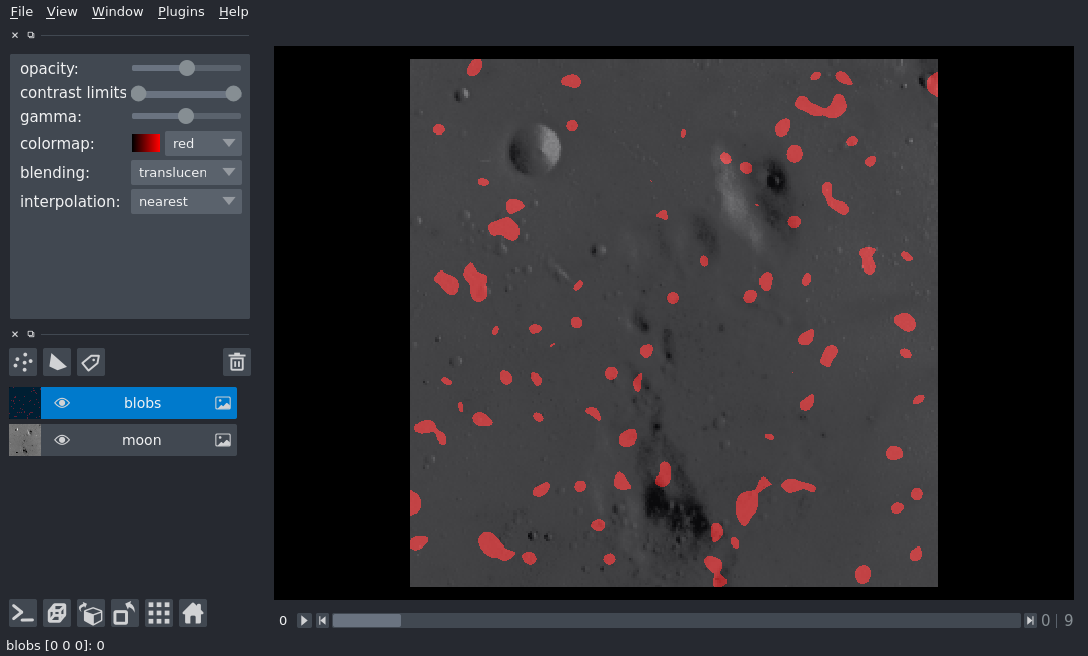 File View Window Plugins Help
opacity:
contrast limits
gamma:
colormap: red
blending: translucen
interpolation: nearest
blobs
moon
0 0 | 9
blobs [0 0 0]: 0